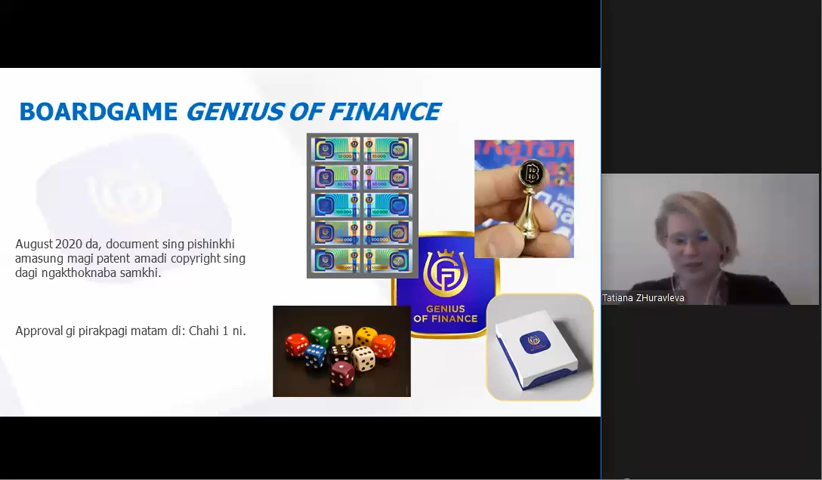 BOARDGAME GENIUS OF FINANCE
August 2020 da, document sing pishinkhi
amasung magi patent amadi copyright sing
dagi ngakthoknaba samkhi.
Approval gi pirakpagi matam di: Chahi 1 ni.
GENIUS
OF FINANCE
Tatiana ZHuravleva